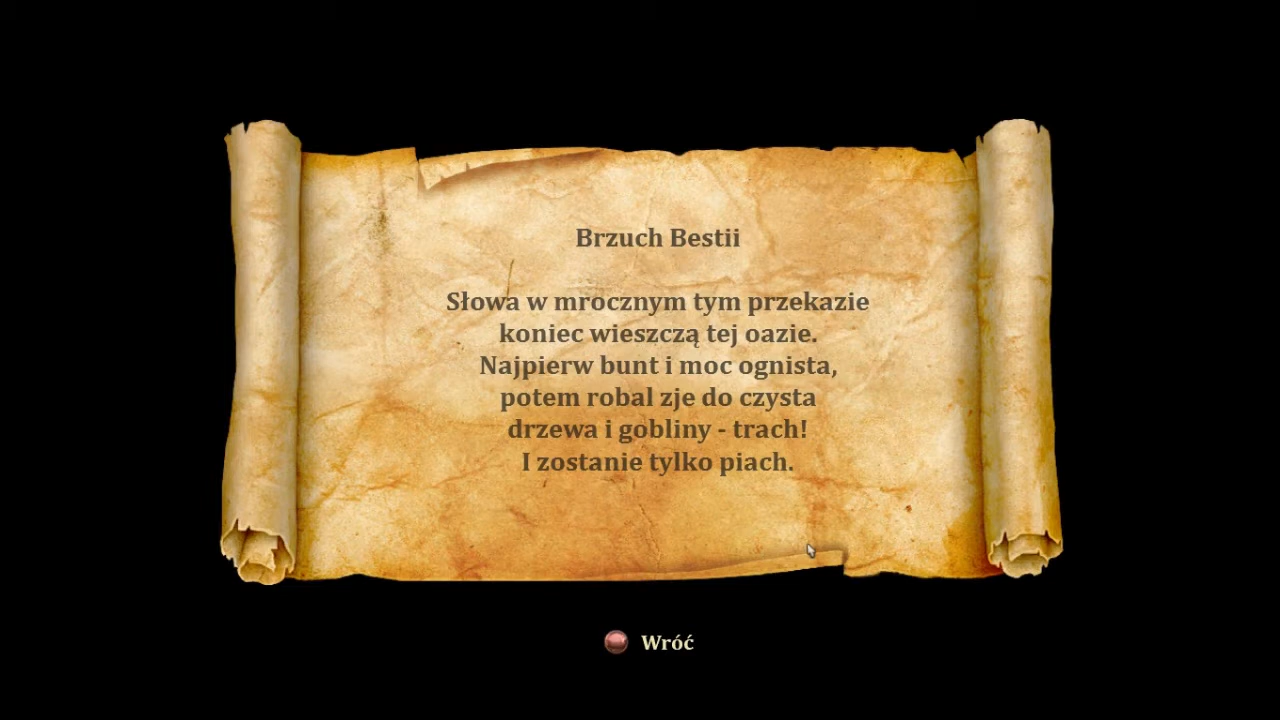 Brzuch Bestii
Słowa w mrocznym tym przekazie
koniec wieszczą tej oazie.
Najpierw bunt i moc ognista,
potem robal zje do czysta
drzewa i gobliny - trach!
I zostanie tylko piach.
Wróć